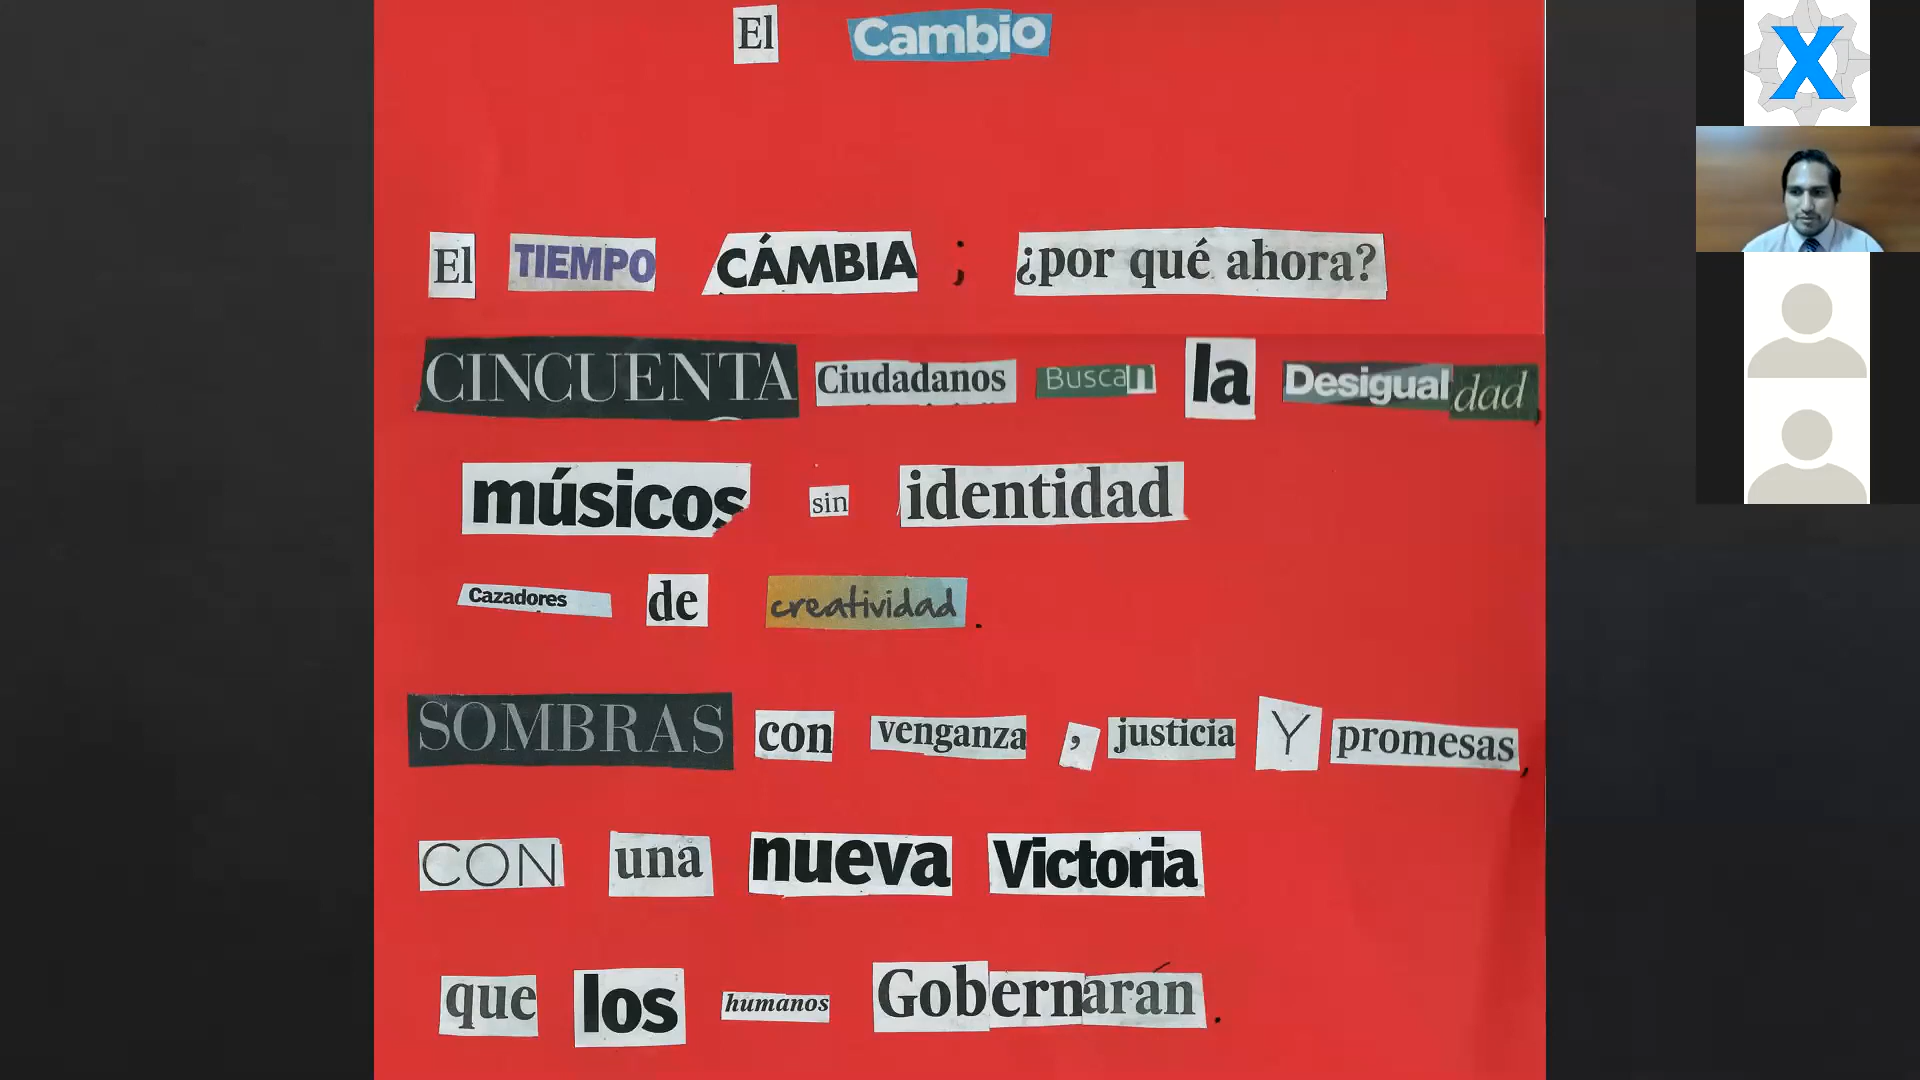 El Cambio
El TIEMPO CÁMBIA ; ¿por qué ahora?
CINCUENTA Ciudadanos Buscan la Desigualdad,
músicos sin identidad
Cazadores de creatividad.
SOMBRAS con venganza, justicia Y promesas,
CON una nueva Victoria
que los humanos Gobernarán.
X